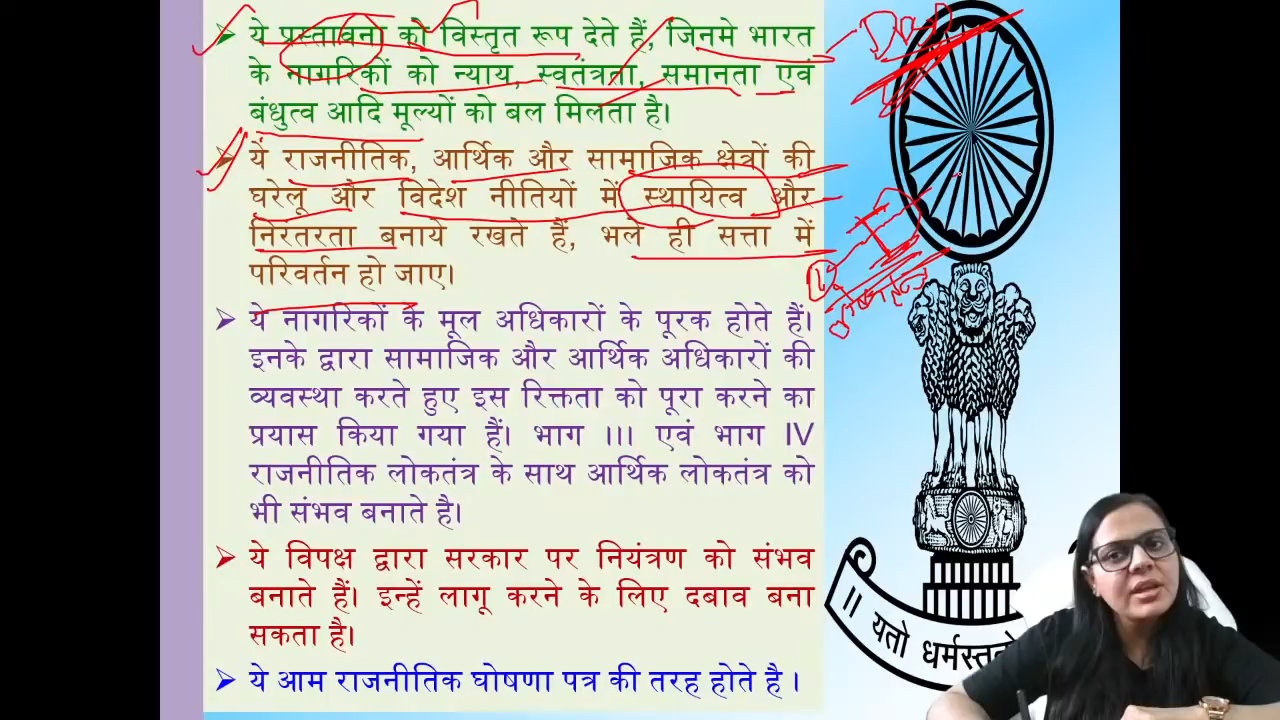 ये प्रस्तावना को विस्तृत रूप देते हैं, जिनमे भारत
के नागरिकों को न्याय, स्वतंत्रता, समानता एवं
बंधुत्व आदि मूल्यों को बल मिलता है।
ये राजनीतिक, आर्थिक और सामाजिक क्षेत्रों की
घरेलू और विदेश नीतियों में स्थायित्व और
निरंतरता बनाये रखते हैं, भले ही सत्ता में
परिवर्तन हो जाए।
ये नागरिकों के मूल अधिकारों के पूरक होते हैं।
इनके द्वारा सामाजिक और आर्थिक अधिकारों की
व्यवस्था करते हुए इस रिक्तता को पूरा करने का
प्रयास किया गया हैं। भाग ।।। एवं भाग IV
राजनीतिक लोकतंत्र के साथ आर्थिक लोकतंत्र को
भी संभव बनाते है।
ये विपक्ष द्वारा सरकार पर नियंत्रण को संभव
बनाते हैं। इन्हें लागू करने के लिए दबाव बना
सकता है।
ये आम राजनीतिक घोषणा पत्र की तरह होते है ।
।। यतो धर्मस्ततो